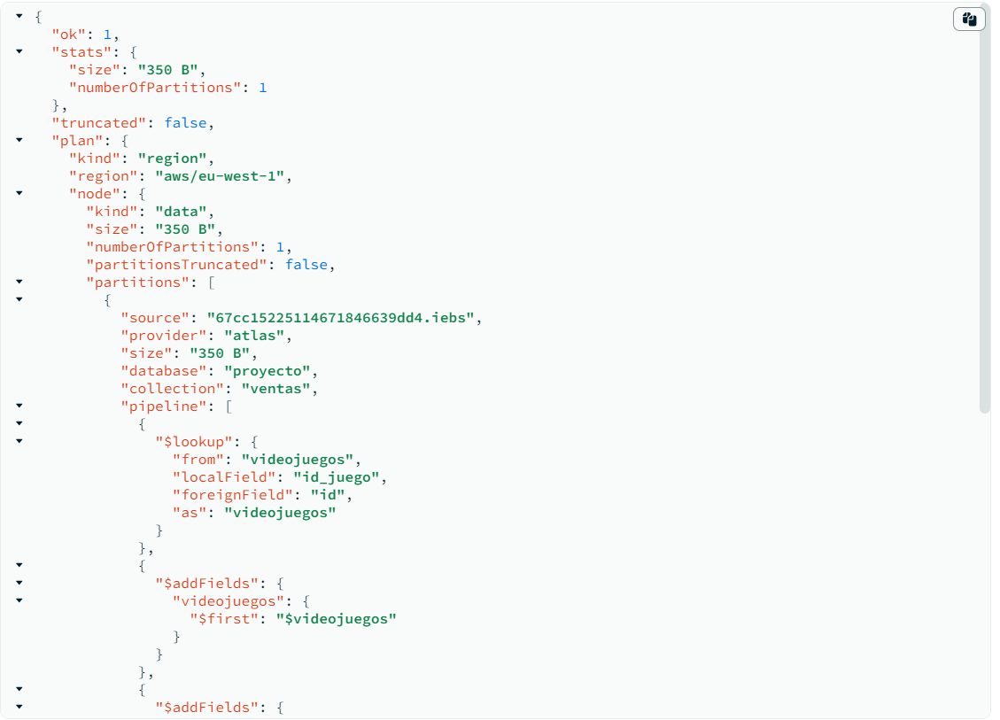 {
"ok": 1,
"stats": {
"size": "350 B",
"numberOfPartitions": 1
},
"truncated": false,
"plan": {
"kind": "region",
"region": "aws/eu-west-1",
"node": {
"kind": "data",
"size": "350 B",
"numberOfPartitions": 1,
"partitionsTruncated": false,
"partitions": [
{
"source": "67cc15225114671846639dd4.iebs",
"provider": "atlas",
"size": "350 B",
"database": "proyecto",
"collection": "ventas",
"pipeline": [
{
"$lookup": {
"from": "videojuegos",
"localField": "id_juego",
"foreignField": "id",
"as": "videojuegos"
}
},
{
"$addFields": {
"videojuegos": {
"$first": "$videojuegos"
}
}
},
{
"$addFields": {